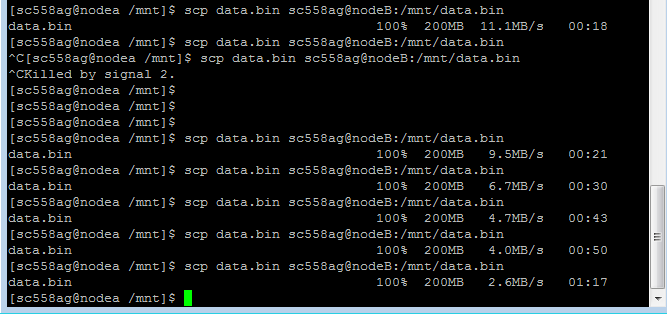 [sc558ag@nodea /mnt]$ scp data.bin sc558ag@nodeB:/mnt/data.bin
data.bin 100% 200MB 11.1MB/s 00:18
[sc558ag@nodea /mnt]$ scp data.bin sc558ag@nodeB:/mnt/data.bin
^C[sc558ag@nodea /mnt]$ scp data.bin sc558ag@nodeB:/mnt/data.bin
^CKilled by signal 2.
[sc558ag@nodea /mnt]$
[sc558ag@nodea /mnt]$
[sc558ag@nodea /mnt]$
[sc558ag@nodea /mnt]$ scp data.bin sc558ag@nodeB:/mnt/data.bin
data.bin 100% 200MB 9.5MB/s 00:21
[sc558ag@nodea /mnt]$ scp data.bin sc558ag@nodeB:/mnt/data.bin
data.bin 100% 200MB 6.7MB/s 00:30
[sc558ag@nodea /mnt]$ scp data.bin sc558ag@nodeB:/mnt/data.bin
data.bin 100% 200MB 4.7MB/s 00:43
[sc558ag@nodea /mnt]$ scp data.bin sc558ag@nodeB:/mnt/data.bin
data.bin 100% 200MB 4.0MB/s 00:50
[sc558ag@nodea /mnt]$ scp data.bin sc558ag@nodeB:/mnt/data.bin
data.bin 100% 200MB 2.6MB/s 01:17
[sc558ag@nodea /mnt]$